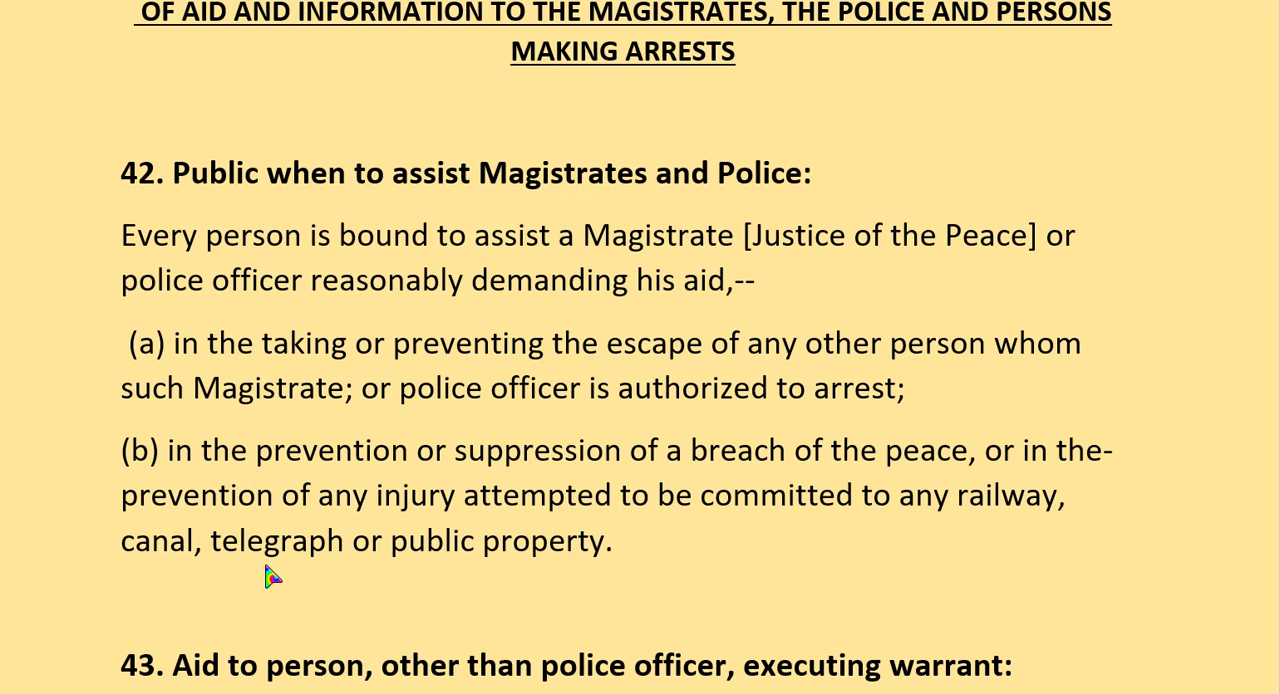 OF AID AND INFORMATION TO THE MAGISTRATES, THE POLICE AND PERSONS
MAKING ARRESTS
42. Public when to assist Magistrates and Police:
Every person is bound to assist a Magistrate [Justice of the Peace] or
police officer reasonably demanding his aid,--
(a) in the taking or preventing the escape of any other person whom
such Magistrate; or police officer is authorized to arrest;
(b) in the prevention or suppression of a breach of the peace, or in the-
prevention of any injury attempted to be committed to any railway,
canal, telegraph or public property.
43. Aid to person, other than police officer, executing warrant: